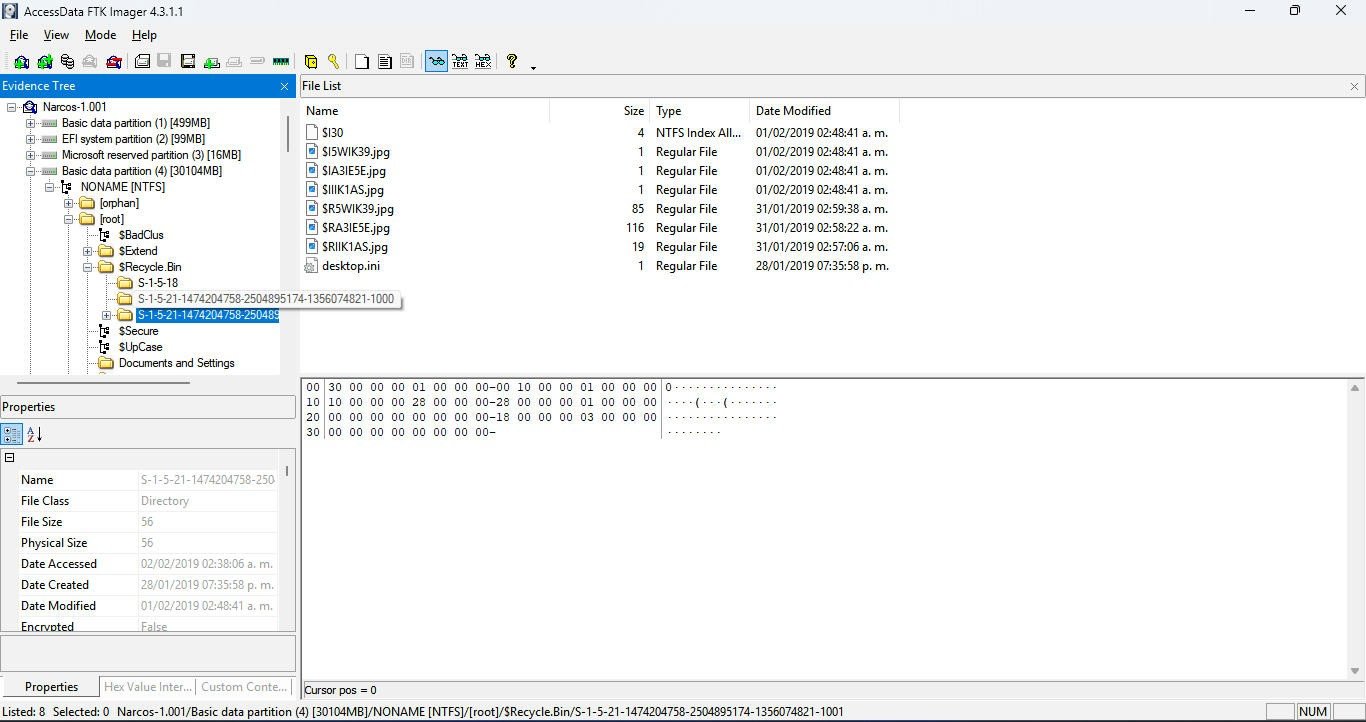 AccessData FTK Imager 4.3.1.1
File View Mode Help
TEXT HEX ?
Evidence Tree
Narcos-1.001
Basic data partition (1) [499MB]
EFI system partition (2) [99MB]
Microsoft reserved partition (3) [16MB]
Basic data partition (4) [30104MB]
NONAME [NTFS]
[orphan]
[root]
$BadClus
$Extend
$Recycle.Bin
S-1-5-18
S-1-5-21-1474204758-2504895174-1356074821-1000
S-1-5-21-1474204758-250489
$Secure
$UpCase
Documents and Settings
File List
Name Size Type Date Modified
$I30 4 NTFS Index All... 01/02/2019 02:48:41 a. m.
$I5WIK39.jpg 1 Regular File 01/02/2019 02:48:41 a. m.
$IA3IE5E.jpg 1 Regular File 01/02/2019 02:48:41 a. m.
$IIIK1AS.jpg 1 Regular File 01/02/2019 02:48:41 a. m.
$R5WIK39.jpg 85 Regular File 31/01/2019 02:59:38 a. m.
$RA3IE5E.jpg 116 Regular File 31/01/2019 02:58:22 a. m.
$RIIK1AS.jpg 19 Regular File 31/01/2019 02:57:06 a. m.
desktop.ini 1 Regular File 28/01/2019 07:35:58 p. m.
00 30 00 00 00 01 00 00 00-00 10 00 00 01 00 00 00 0···············
10 10 00 00 00 28 00 00 00-28 00 00 00 01 00 00 00 ····(···(·······
20 00 00 00 00 00 00 00 00-18 00 00 00 03 00 00 00 ················
30 00 00 00 00 00 00 00 00- ········
Cursor pos = 0
Properties
A Z
Name S-1-5-21-1474204758-250
File Class Directory
File Size 56
Physical Size 56
Date Accessed 02/02/2019 02:38:06 a. m.
Date Created 28/01/2019 07:35:58 p. m.
Date Modified 01/02/2019 02:48:41 a. m.
Encrypted False
Properties Hex Value Inter... Custom Conte...
Listed: 8 Selected: 0 Narcos-1.001/Basic data partition (4) [30104MB]/NONAME [NTFS]/[root]/$Recycle.Bin/S-1-5-21-1474204758-2504895174-1356074821-1001 NUM